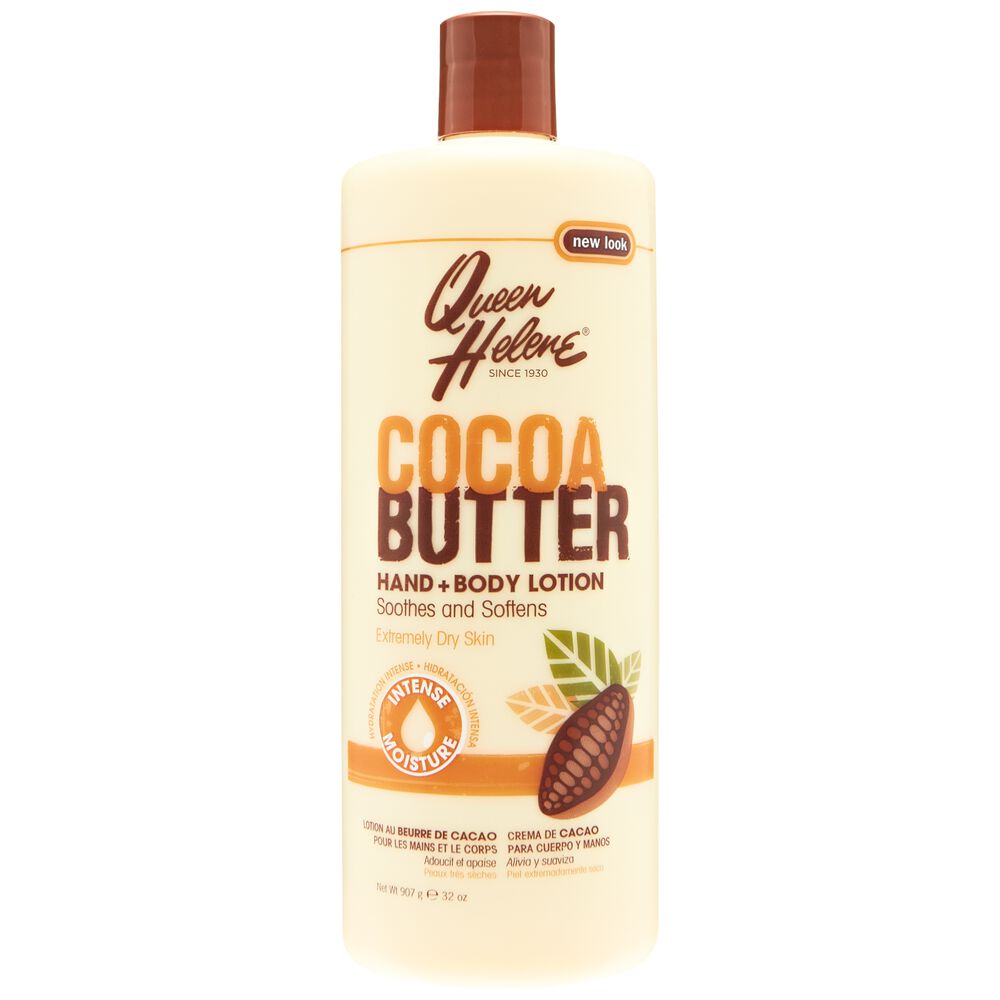 new look
Queen
Helene®
SINCE 1930
COCOA
BUTTER
HAND + BODY LOTION
Soothes and Softens
Extremely Dry Skin
HYDRATATION INTENSE • HIDRATACIÓN INTENSA
INTENSE
MOISTURE
LOTION AU BEURRE DE CACAO
POUR LES MAINS ET LE CORPS
Adoucit et apaise
Peaux très sèches
CREMA DE CACAO
PARA CUERPO Y MANOS
Alivia y suaviza
Piel extremadamente seca
Net Wt 907 g ℮ 32 oz